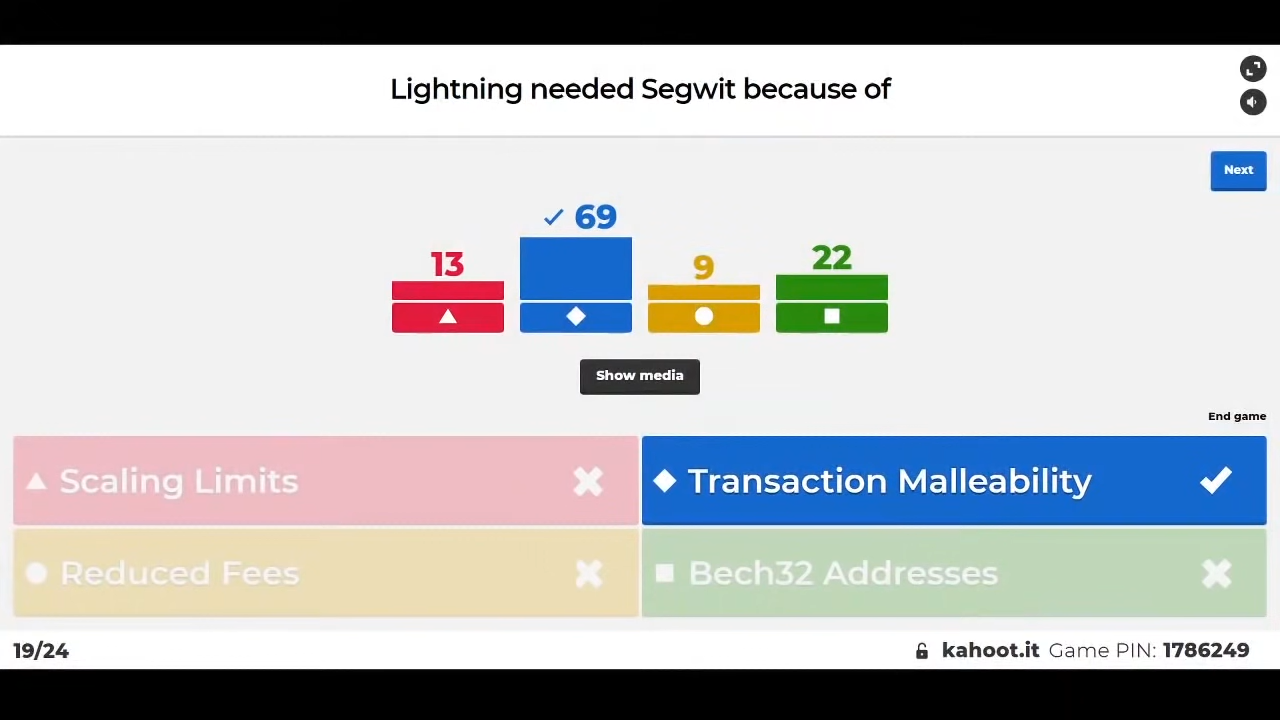 Lightning needed Segwit because of
Next
13
69
9
22
Show media
End game
Scaling Limits
Transaction Malleability
Reduced Fees
Bech32 Addresses
19/24
kahoot.it Game PIN: 1786249